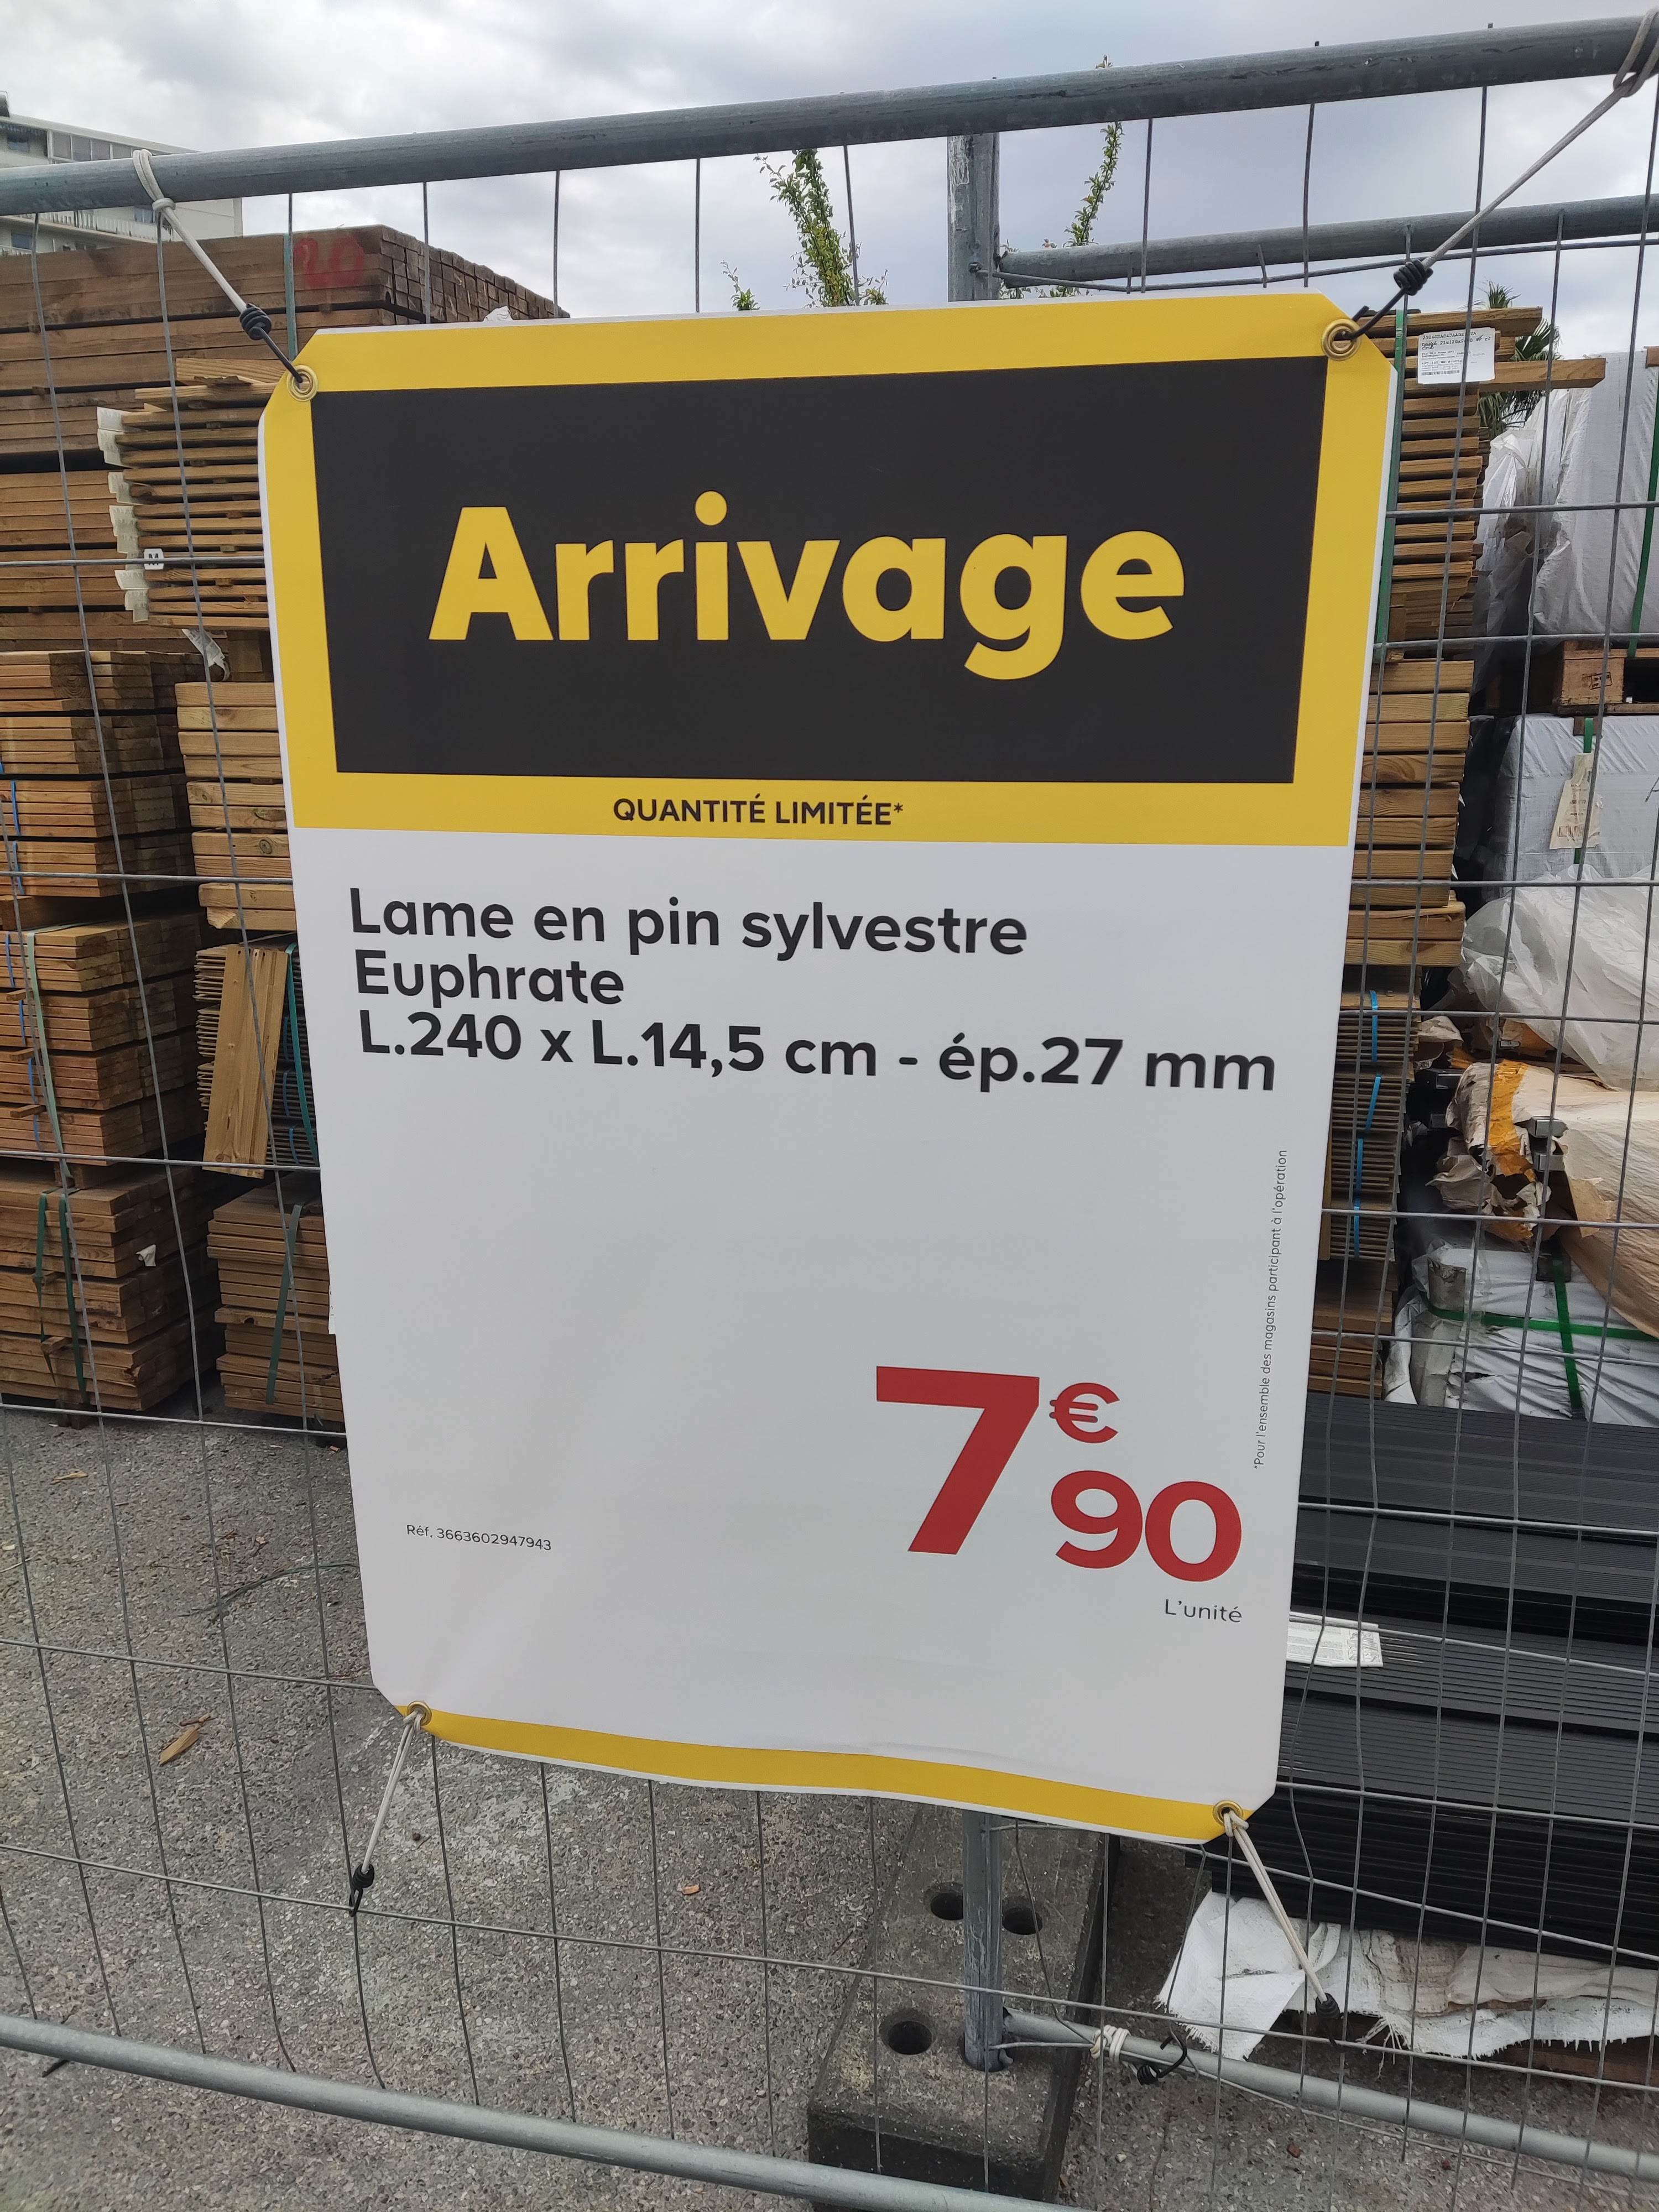 20
Arrivage
QUANTITÉ LIMITÉE*
Lame en pin sylvestre
Euphrate
L.240 x L.14,5 cm - ép.27 mm
*Pour l'ensemble des magasins participant à l'opération
7€90
L'unité
Réf. 3663602947943